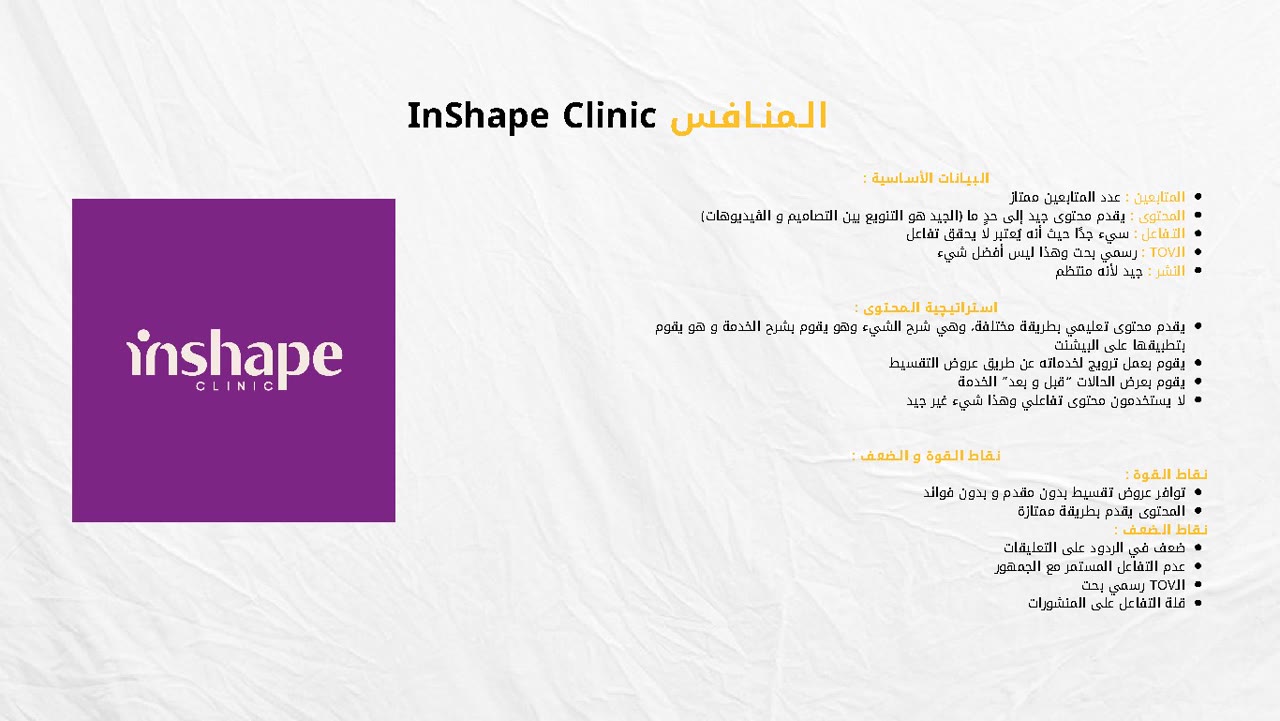 المنافس InShape Clinic
البيانات الأساسية :
المتابعين : عدد المتابعين ممتاز
المحتوى : يقدم محتوى جيد إلى حدٍ ما (الجيد هو التنويع بين التصاميم و الڤيديوهات)
التفاعل : سيء جدًا حيث أنه يُعتبر لا يحقق تفاعل
الـTOV : رسمي بحت وهذا ليس أفضل شيء
النشر : جيد لأنه منتظم
استراتيجية المحتوى :
يقدم محتوى تعليمي بطريقة مختلفة، وهي شرح الشيء وهو يقوم بشرح الخدمة و هو يقوم
بتطبيقها على البيشنت
يقوم بعمل ترويج لخدماته عن طريق عروض التقسيط
يقوم بعرض الحالات “قبل و بعد” الخدمة
لا يستخدمون محتوى تفاعلي وهذا شيء غير جيد
نقاط القوة و الضعف :
نقاط القوة :
توافر عروض تقسيط بدون مقدم و بدون فوائد
المحتوى يقدم بطريقة ممتازة
نقاط الضعف :
ضعف في الردود على التعليقات
عدم التفاعل المستمر مع الجمهور
الـTOV رسمي بحت
قلة التفاعل على المنشورات
inshape
CLINIC